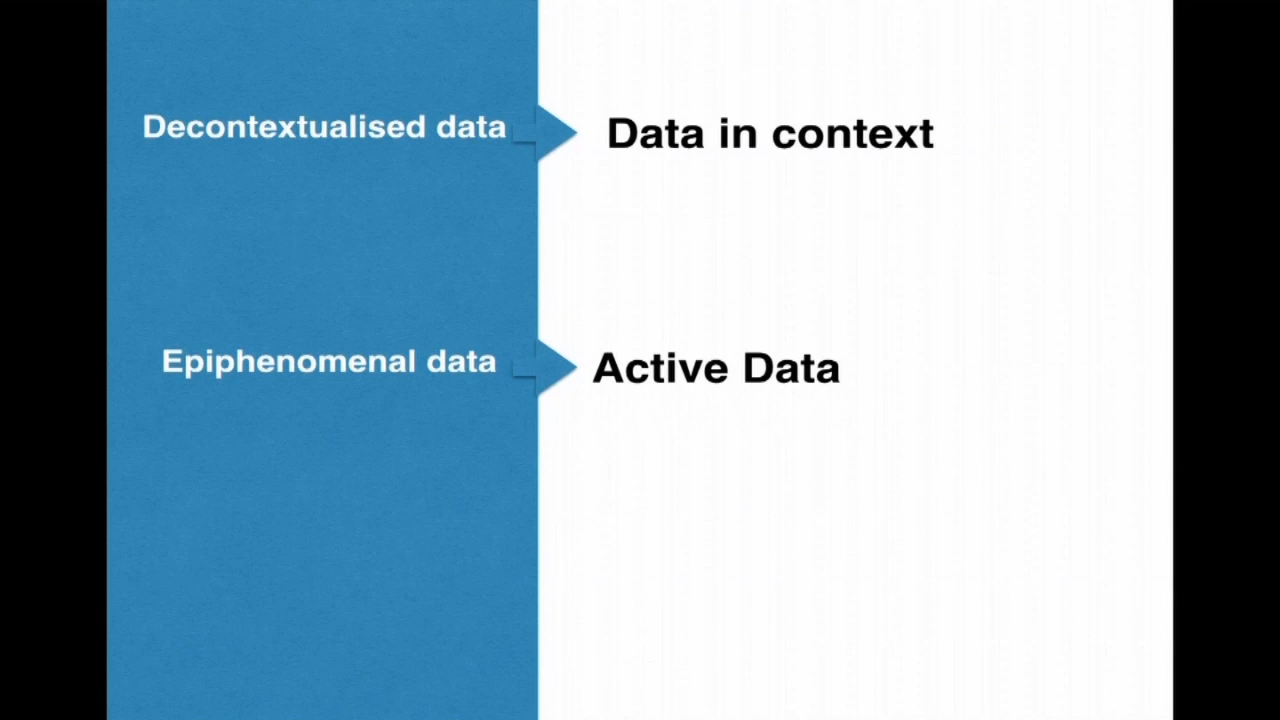 Decontextualised data
Data in context
Epiphenomenal data
Active Data